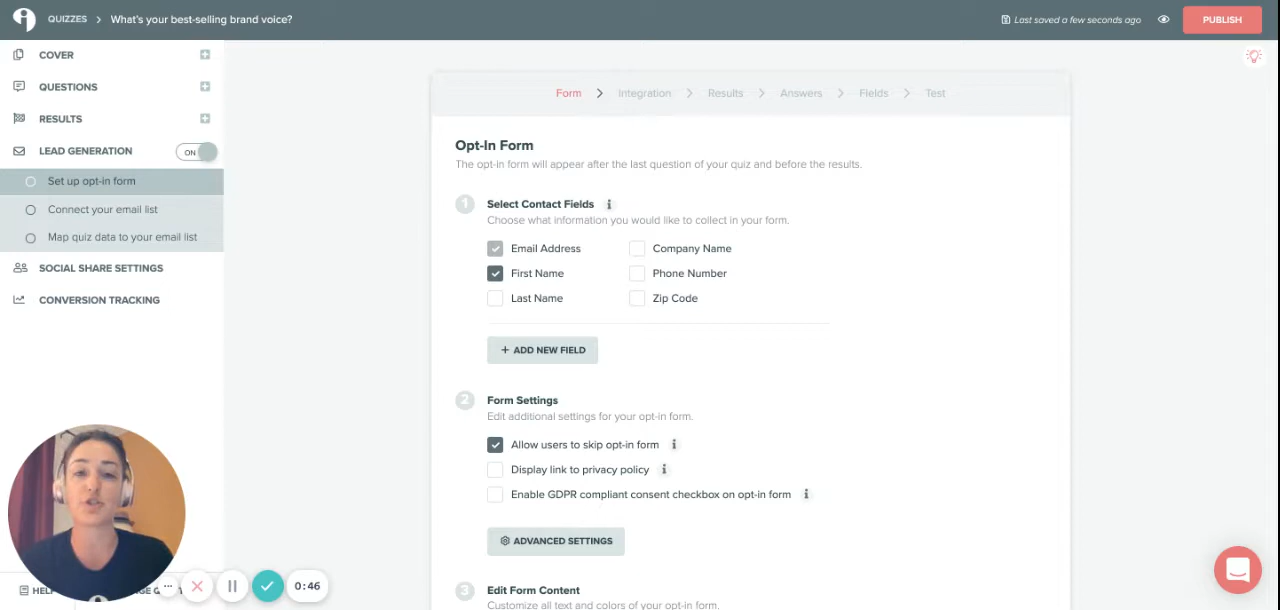 QUIZZES > What's your best-selling brand voice?
Last saved a few seconds ago
PUBLISH
COVER
QUESTIONS
RESULTS
LEAD GENERATION
ON
Set up opt-in form
Connect your email list
Map quiz data to your email list
SOCIAL SHARE SETTINGS
CONVERSION TRACKING
Form > Integration > Results > Answers > Fields > Test
Opt-In Form
The opt-in form will appear after the last question of your quiz and before the results.
1 Select Contact Fields i
Choose what information you would like to collect in your form.
Email Address
Company Name
First Name
Phone Number
Last Name
Zip Code
+ ADD NEW FIELD
2 Form Settings
Edit additional settings for your opt-in form.
Allow users to skip opt-in form i
Display link to privacy policy i
Enable GDPR compliant consent checkbox on opt-in form i
ADVANCED SETTINGS
3 Edit Form Content
Customize all text and colors of your opt-in form.
0:46